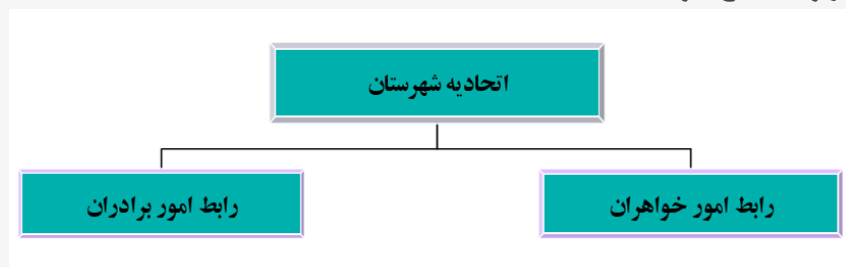 اتحادیه شهرستان
رابط امور خواهران
رابط امور برادران